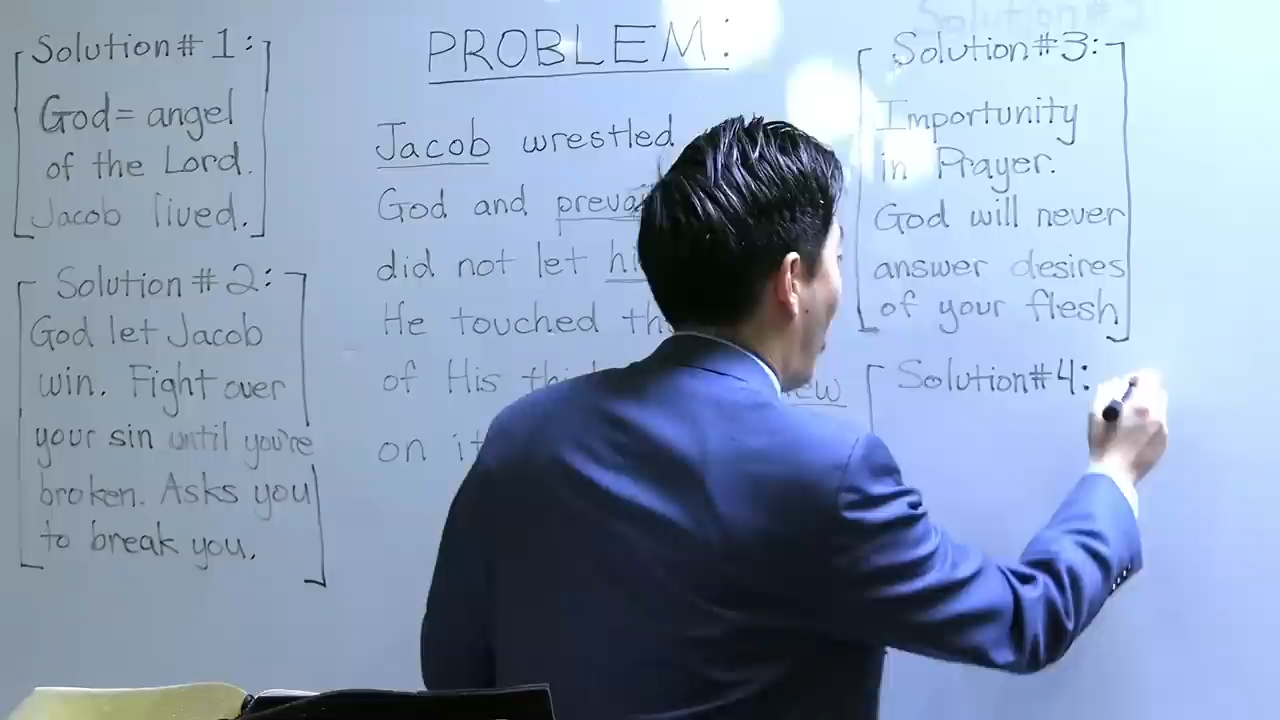 Solution #1:
God = angel
of the Lord.
Jacob lived.
Solution #2:
God let Jacob
win. Fight over
your sin until you're
broken. Asks you
to break you.
PROBLEM:
Jacob wrestled
God and
did not let
He touched
of His
on
Solution #3:
Importunity
in Prayer.
God will never
answer desires
of your flesh
Solution #4: